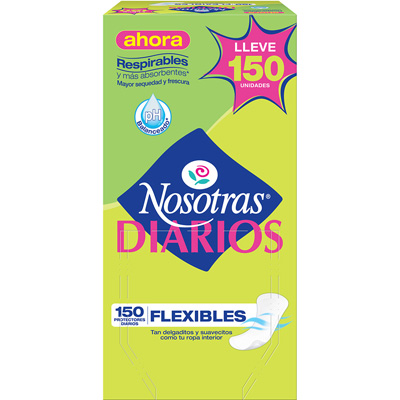 ahora
Respirables
y más absorbentes*
Mayor sequedad y frescura
pH
Balanceado
LLEVE
150
UNIDADES
Nosotras®
DIARIOS
150
PROTECTORES
DIARIOS
FLEXIBLES
Tan delgaditos y suavecitos
como tu ropa interior